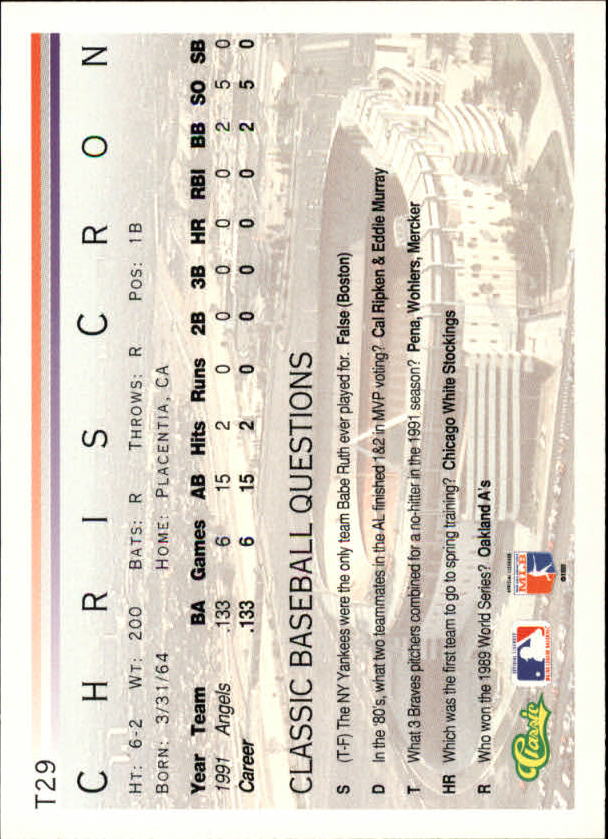 T29
CHRIS CRON
HT: 6-2 WT: 200 BATS: R THROWS: R POS: 1B
BORN: 3/31/64 HOME: PLACENTIA, CA
Year Team BA Games AB Hits Runs 2B 3B HR RBI BB SO SB
1991 Angels .133 6 15 2 0 0 0 0 0 2 5 0
Career .133 6 15 2 0 0 0 0 0 2 5 0
CLASSIC BASEBALL QUESTIONS
S (T-F) The NY Yankees were the only team Babe Ruth ever played for. False (Boston)
D In the '80's, what two teammates in the AL finished 1&2 in MVP voting? Cal Ripken & Eddie Murray
T What 3 Braves pitchers combined for a no-hitter in the 1991 season? Pena, Wohlers, Mercker
HR Which was the first team to go to spring training? Chicago White Stockings
R Who won the 1989 World Series? Oakland A's
Classic
MLB